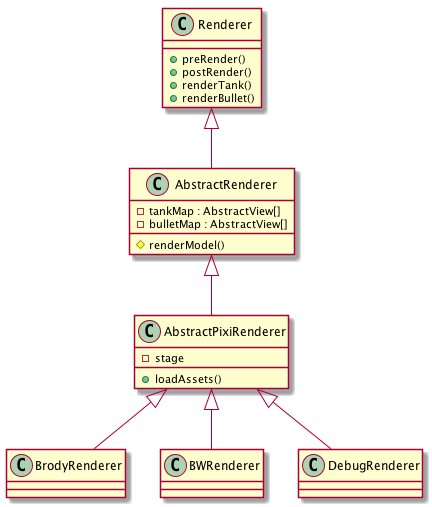 C Renderer
preRender()
postRender()
renderTank()
renderBullet()
C AbstractRenderer
tankMap : AbstractView[]
bulletMap : AbstractView[]
renderModel()
C AbstractPixiRenderer
stage
loadAssets()
C BrodyRenderer
C BWRenderer
C DebugRenderer